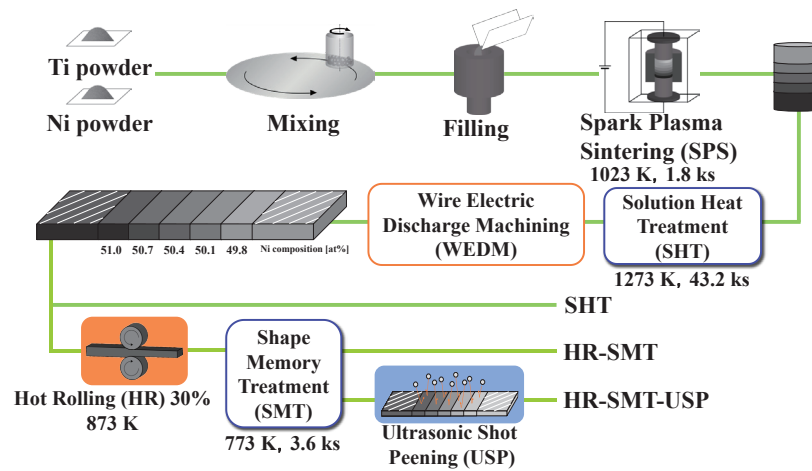 Ti powder
Ni powder
Mixing
Filling
Spark Plasma
Sintering (SPS)
1023 K, 1.8 ks
Wire Electric
Discharge Machining
(WEDM)
Solution Heat
Treatment
(SHT)
1273 K, 43.2 ks
51.0 50.7 50.4 50.1 49.8 Ni composition [at%]
SHT
Shape
Memory
Treatment
(SMT)
HR-SMT
Hot Rolling (HR) 30%
873 K
773 K, 3.6 ks
HR-SMT-USP
Ultrasonic Shot
Peening (USP)